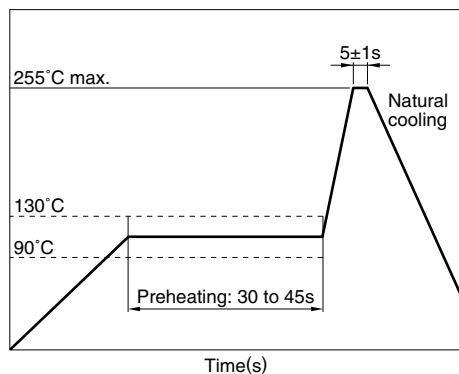 5±1s
255˚C max.
Natural
cooling
130˚C
90˚C
Preheating: 30 to 45s
Time(s)